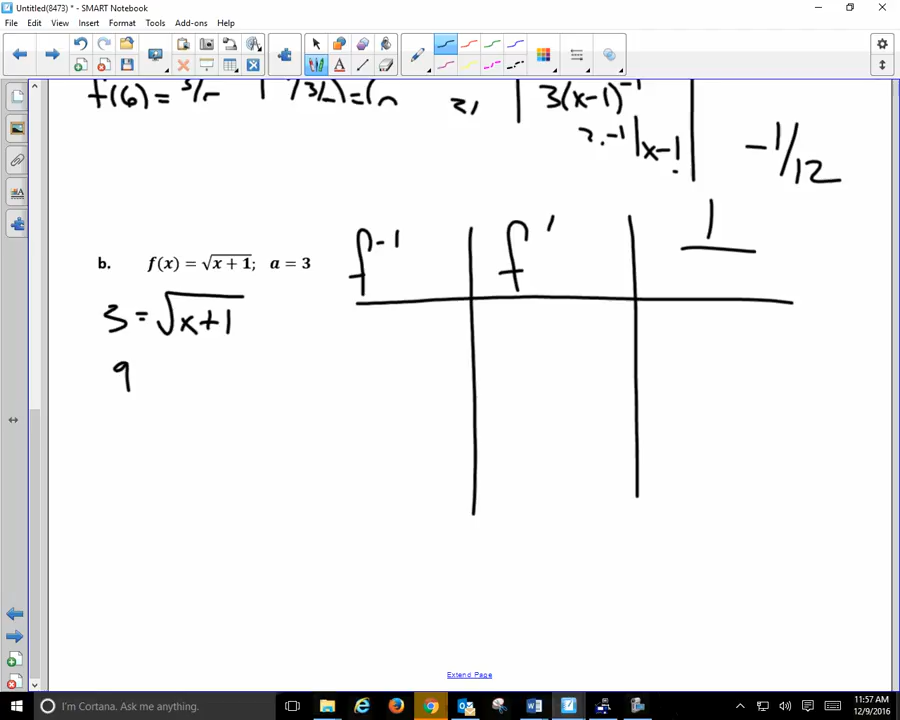 Untitled(8473) * - SMART Notebook
File Edit View Insert Format Tools Add-ons Help
3(x-1)⁻¹
x-1
-1/12
f⁻¹ f' 1
b. f(x) = √x + 1; a = 3
3 = √x+1
9
Extend Page
I'm Cortana. Ask me anything.
11:57 AM
12/9/2016